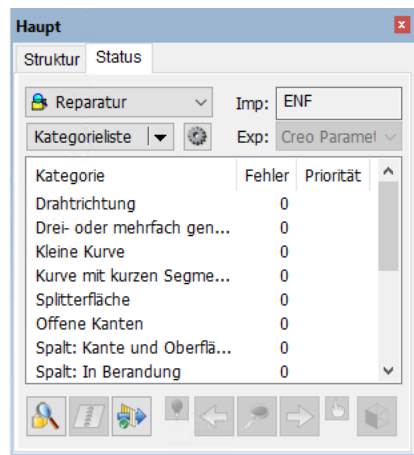 Haupt
Struktur Status
Reparatur Imp: ENF
Kategorieliste Exp: Creo Paramet
Kategorie Fehler Priorität
Drahtrichtung 0
Drei- oder mehrfach gen... 0
Kleine Kurve 0
Kurve mit kurzen Segme... 0
Splitterfläche 0
Offene Kanten 0
Spalt: Kante und Oberflä... 0
Spalt: In Berandung 0